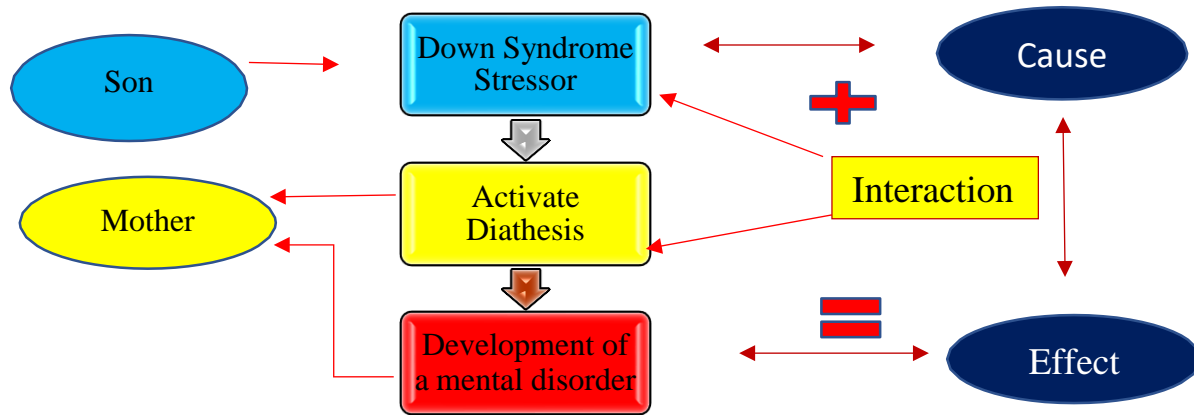 Son
Down Syndrome
Stressor
Cause
Mother
Activate
Diathesis
Interaction
Development of
a mental disorder
Effect